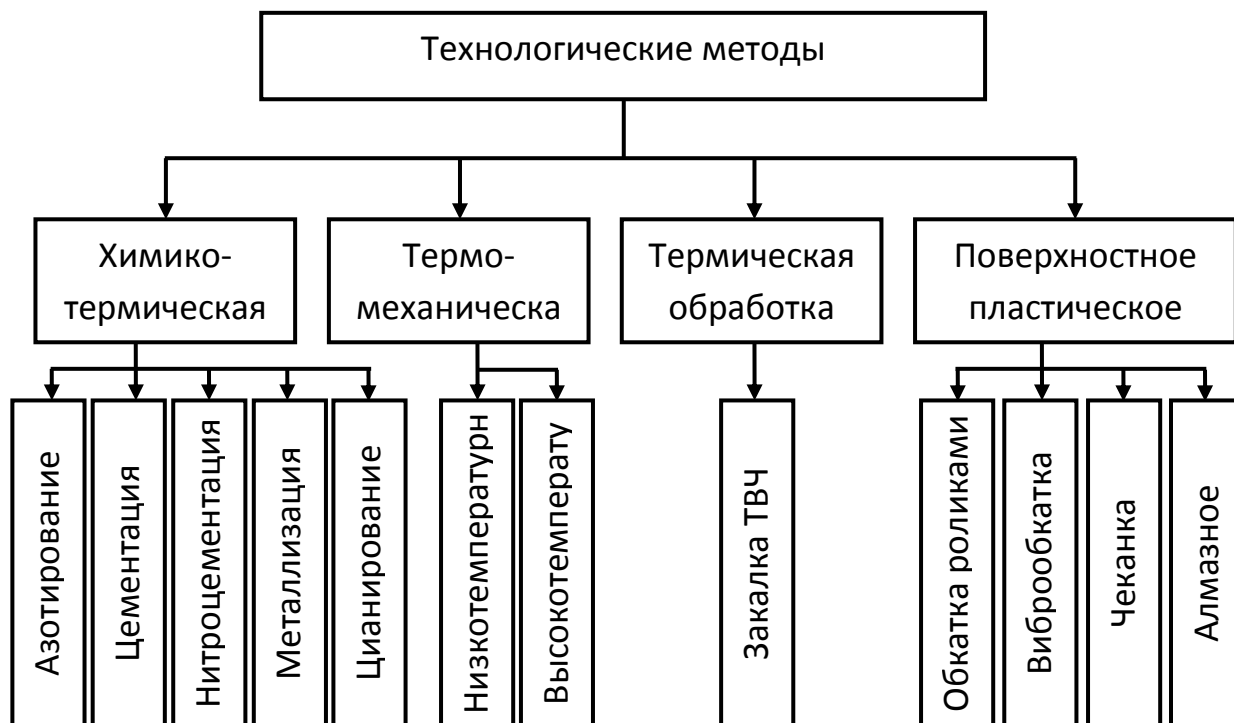 Технологические методы
Химико-
термическая
Термо-
механическа
Термическая
обработка
Поверхностное
пластическое
Азотирование
Цементация
Нитроцементация
Металлизация
Цианирование
Низкотемпературн
Высокотемперату
Закалка ТВЧ
Обкатка роликами
Виброобкатка
Чеканка
Алмазное